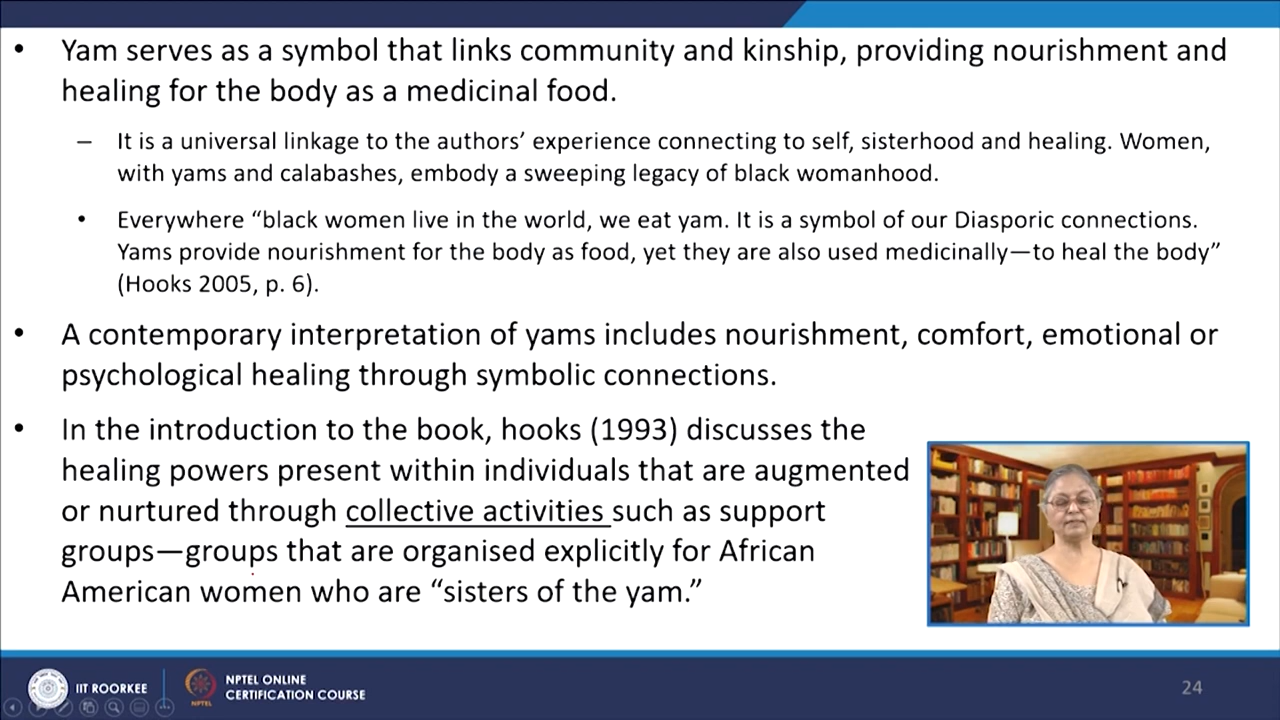 • Yam serves as a symbol that links community and kinship, providing nourishment and
healing for the body as a medicinal food.
– It is a universal linkage to the authors’ experience connecting to self, sisterhood and healing. Women,
with yams and calabashes, embody a sweeping legacy of black womanhood.
• Everywhere “black women live in the world, we eat yam. It is a symbol of our Diasporic connections.
Yams provide nourishment for the body as food, yet they are also used medicinally—to heal the body”
(Hooks 2005, p. 6).
• A contemporary interpretation of yams includes nourishment, comfort, emotional or
psychological healing through symbolic connections.
• In the introduction to the book, hooks (1993) discusses the
healing powers present within individuals that are augmented
or nurtured through collective activities such as support
groups—groups that are organised explicitly for African
American women who are “sisters of the yam.”
IIT ROORKEE
NPTEL
NPTEL ONLINE
CERTIFICATION COURSE
24